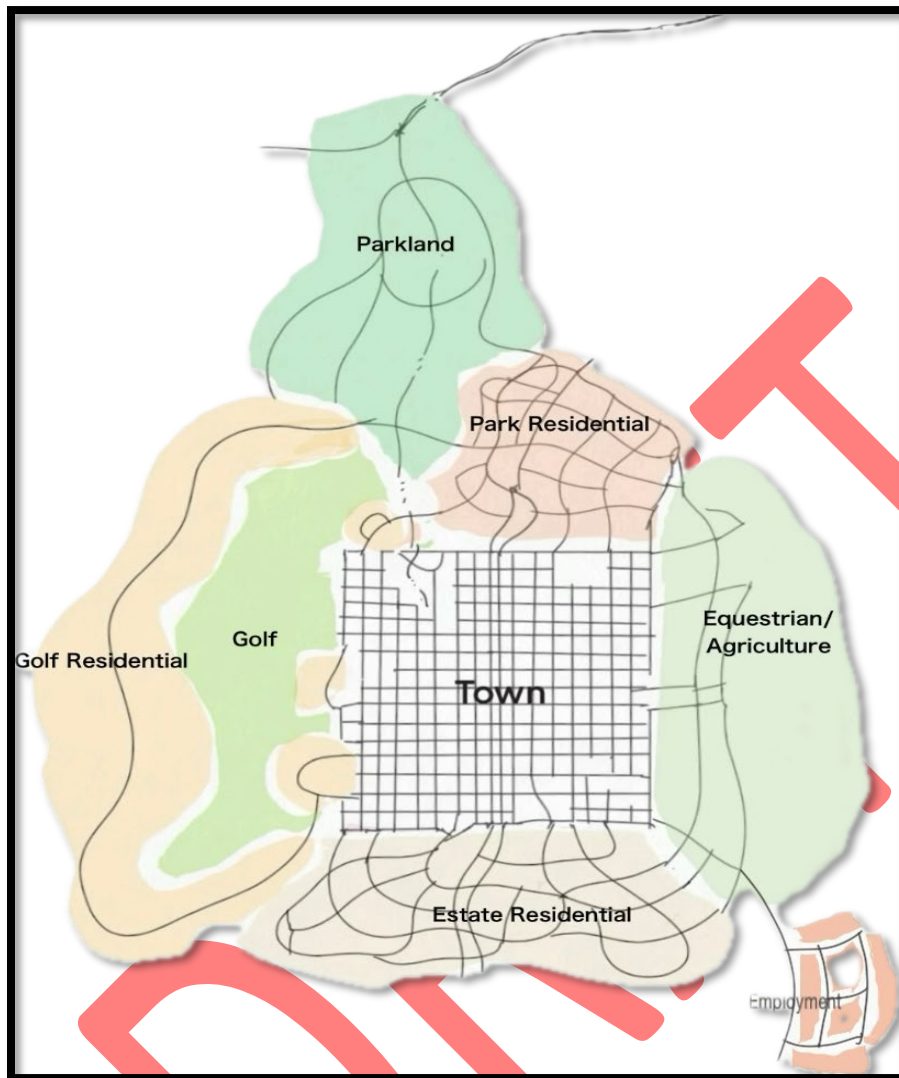 Parkland
Park Residential
Equestrian/
Agriculture
Golf
Golf Residential
Town
Estate Residential
Employment